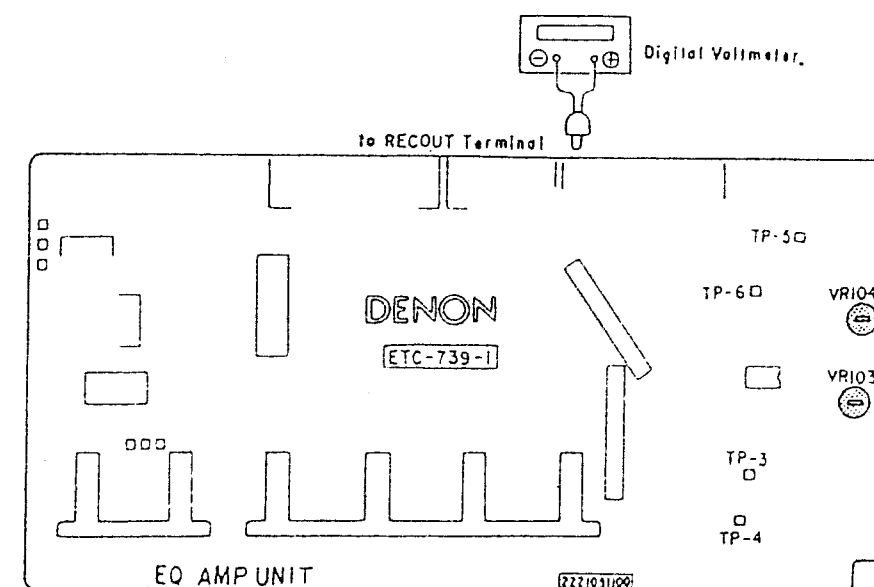 Digital Voltmeter.
to RECOUT Terminal
TP-5
TP-6
VR104
DENON
ETC-739-1
VR103
TP-3
TP-4
EQ AMP UNIT